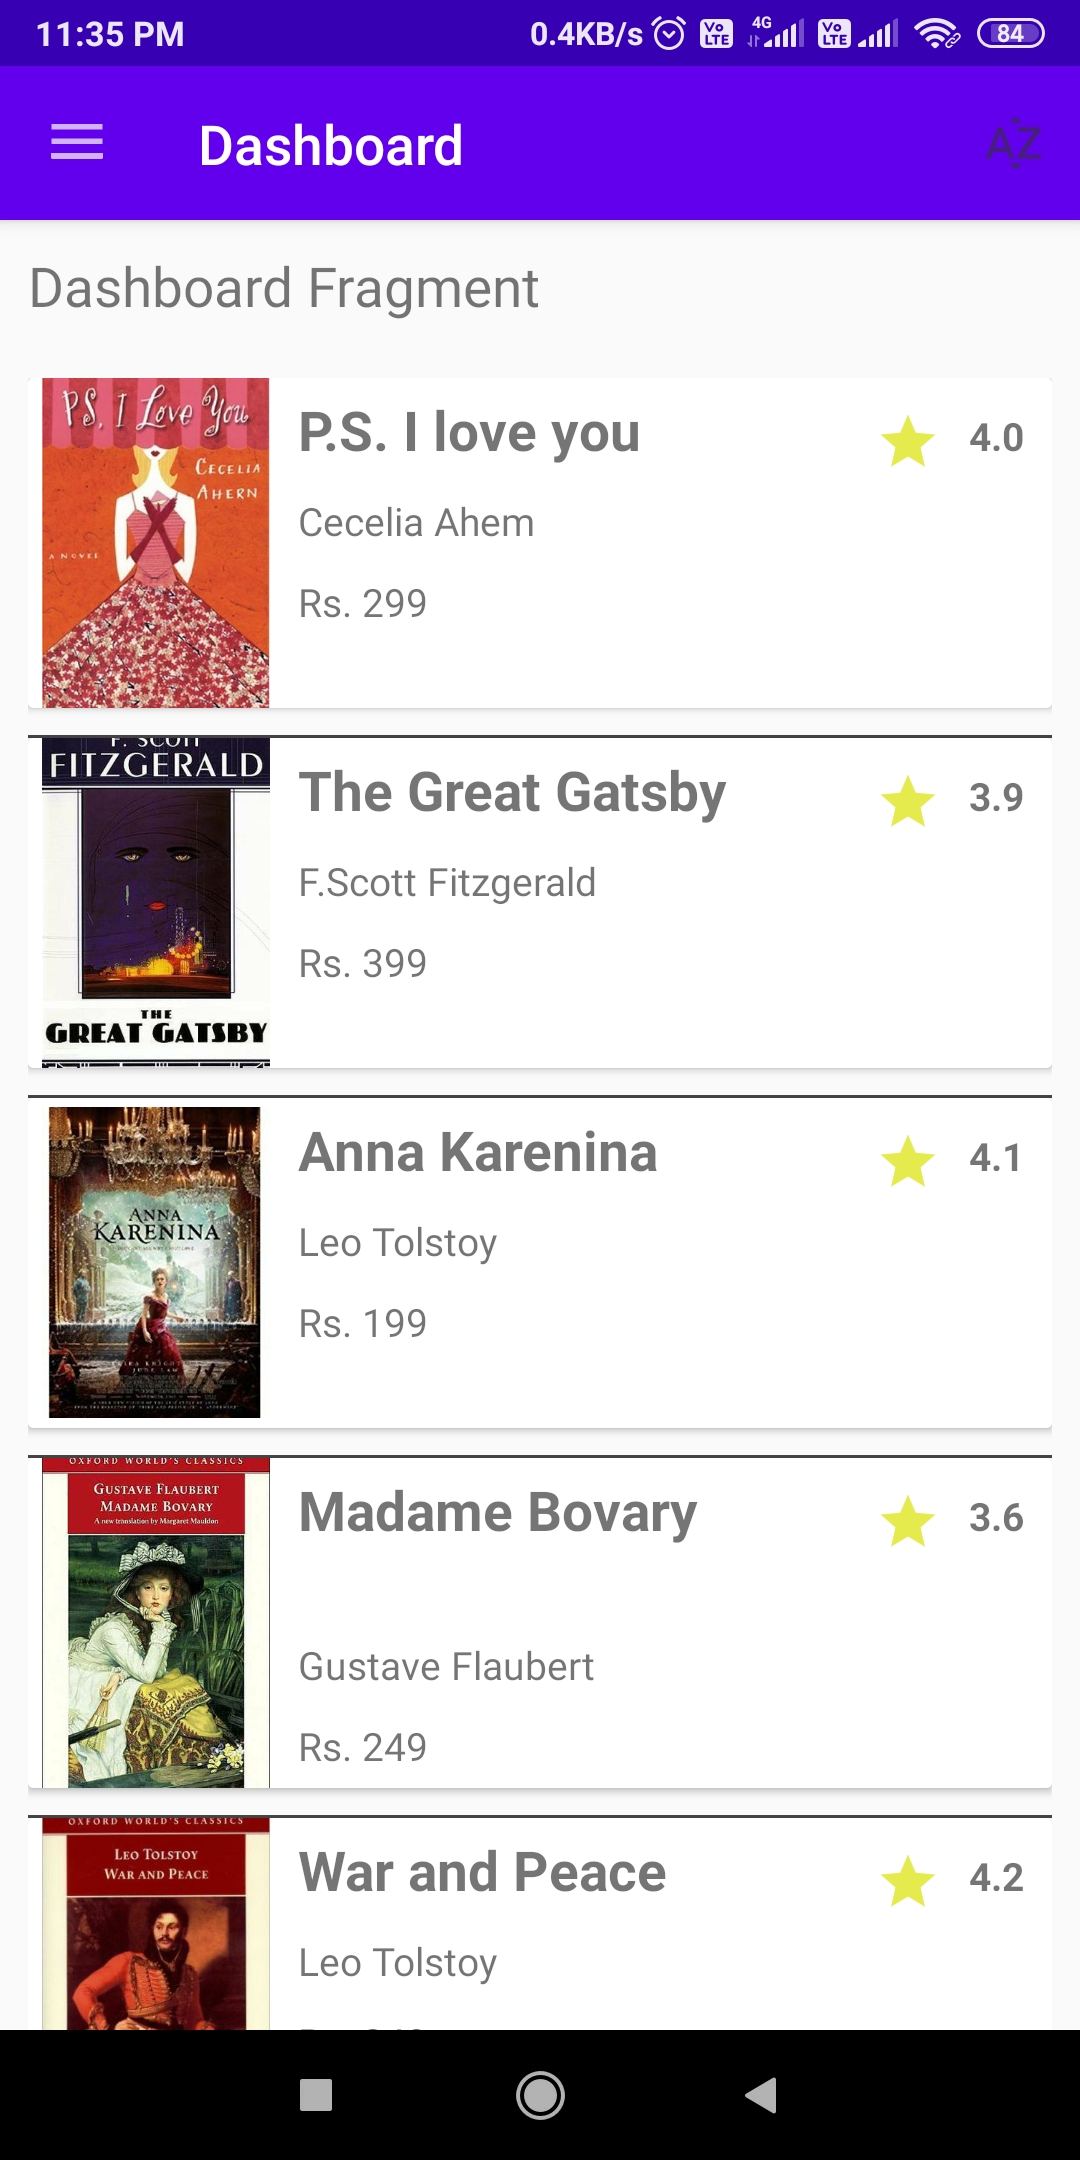 11:35 PM 0.4KB/s Vo LTE 4G Vo LTE 84
Dashboard AZ
Dashboard Fragment
P.S. I Love You
CECELIA
AHERN
A NOVEL
P.S. I love you 4.0
Cecelia Ahem
Rs. 299
F. SCOTT
FITZGERALD
THE
GREAT GATSBY
The Great Gatsby 3.9
F.Scott Fitzgerald
Rs. 399
ANNA
KARENINA
Anna Karenina 4.1
Leo Tolstoy
Rs. 199
OXFORD WORLD'S CLASSICS
GUSTAVE FLAUBERT
MADAME BOVARY
A new translation by Margaret Mauldon
Madame Bovary 3.6
Gustave Flaubert
Rs. 249
OXFORD WORLD'S CLASSICS
LEO TOLSTOY
WAR AND PEACE
War and Peace 4.2
Leo Tolstoy